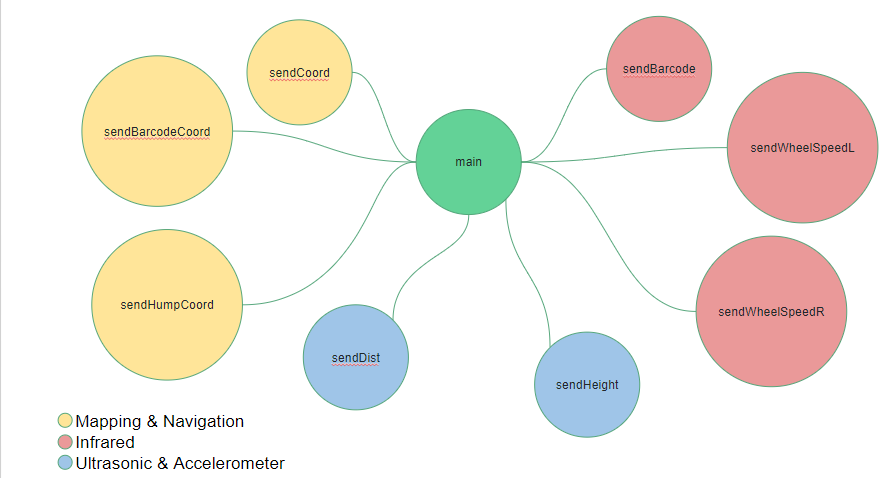 sendCoord
sendBarcode
sendBarcodeCoord
sendWheelSpeedL
main
sendHumpCoord
sendWheelSpeedR
sendDist
sendHeight
Mapping & Navigation
Infrared
Ultrasonic & Accelerometer